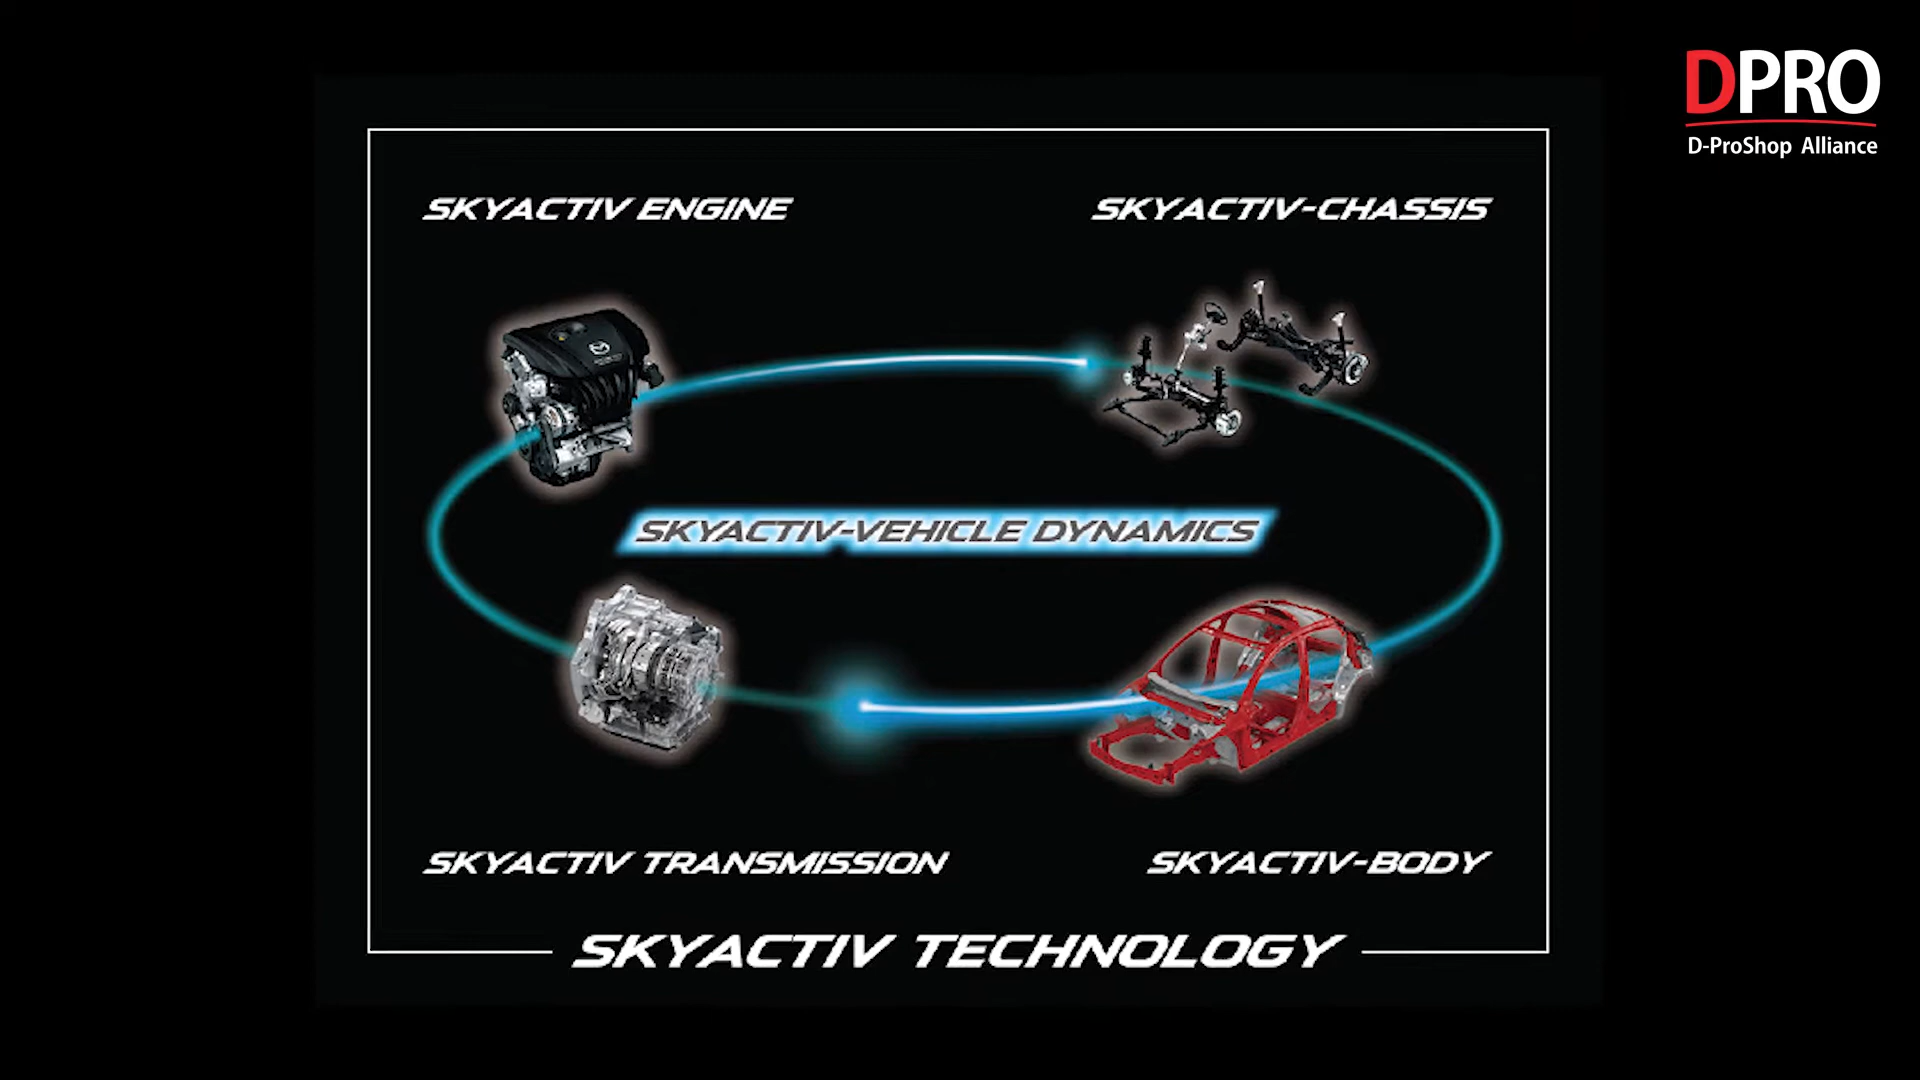 DPRO
D-ProShop Alliance
SKYACTIV ENGINE
SKYACTIV-CHASSIS
SKYACTIV-VEHICLE DYNAMICS
SKYACTIV TRANSMISSION
SKYACTIV-BODY
SKYACTIV TECHNOLOGY